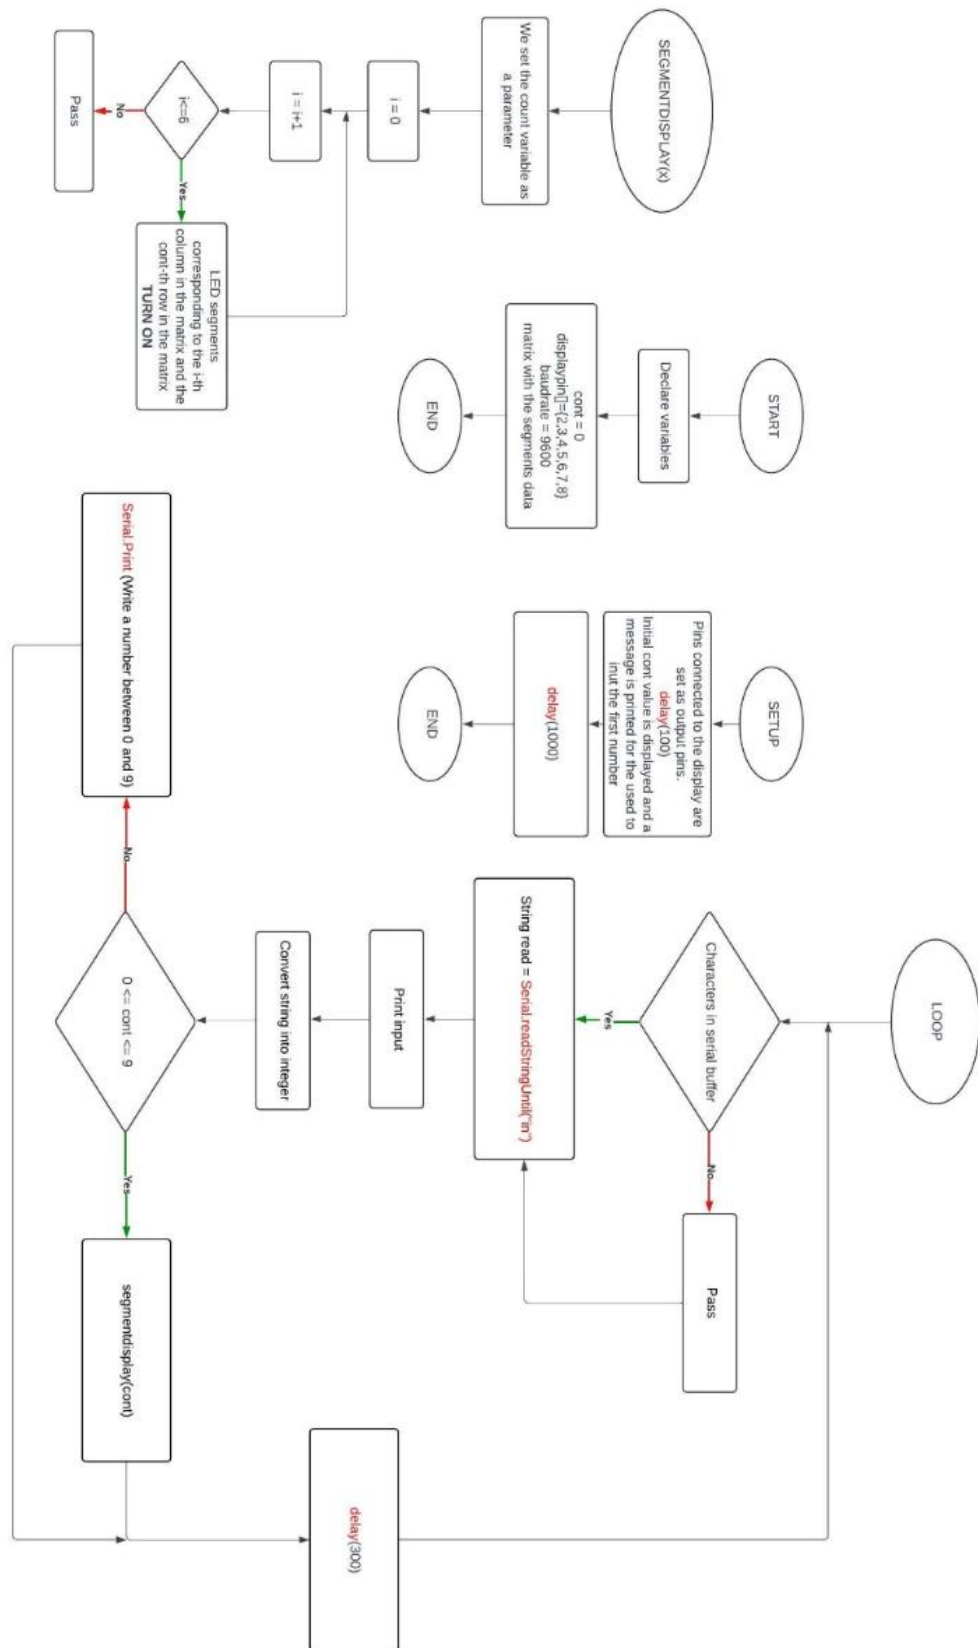 SEGMENTDISPLAY(x)
We set the count variable as
a parameter
i = 0
i = i+1
i<=6
No
Pass
Yes
LED segments
corresponding to the i-th
column in the matrix and the
cont-th row in the matrix
TURN ON
START
Declare variables
cont = 0
displaypin[]={2,3,4,5,6,7,8}
baudrate = 9600
matrix with the segments data
END
SETUP
Pins connected to the display are
set as output pins.
delay(100)
Initial cont value is displayed and a
message is printed for the used to
inut the first number
delay(1000)
END
LOOP
Characters in serial buffer
No
Pass
Yes
String read = Serial.readStringUntil("in")
Print input
Convert string into integer
0 <= cont <= 9
No
Serial.Print (Write a number between 0 and 9)
Yes
segmentdisplay(cont)
delay(300)